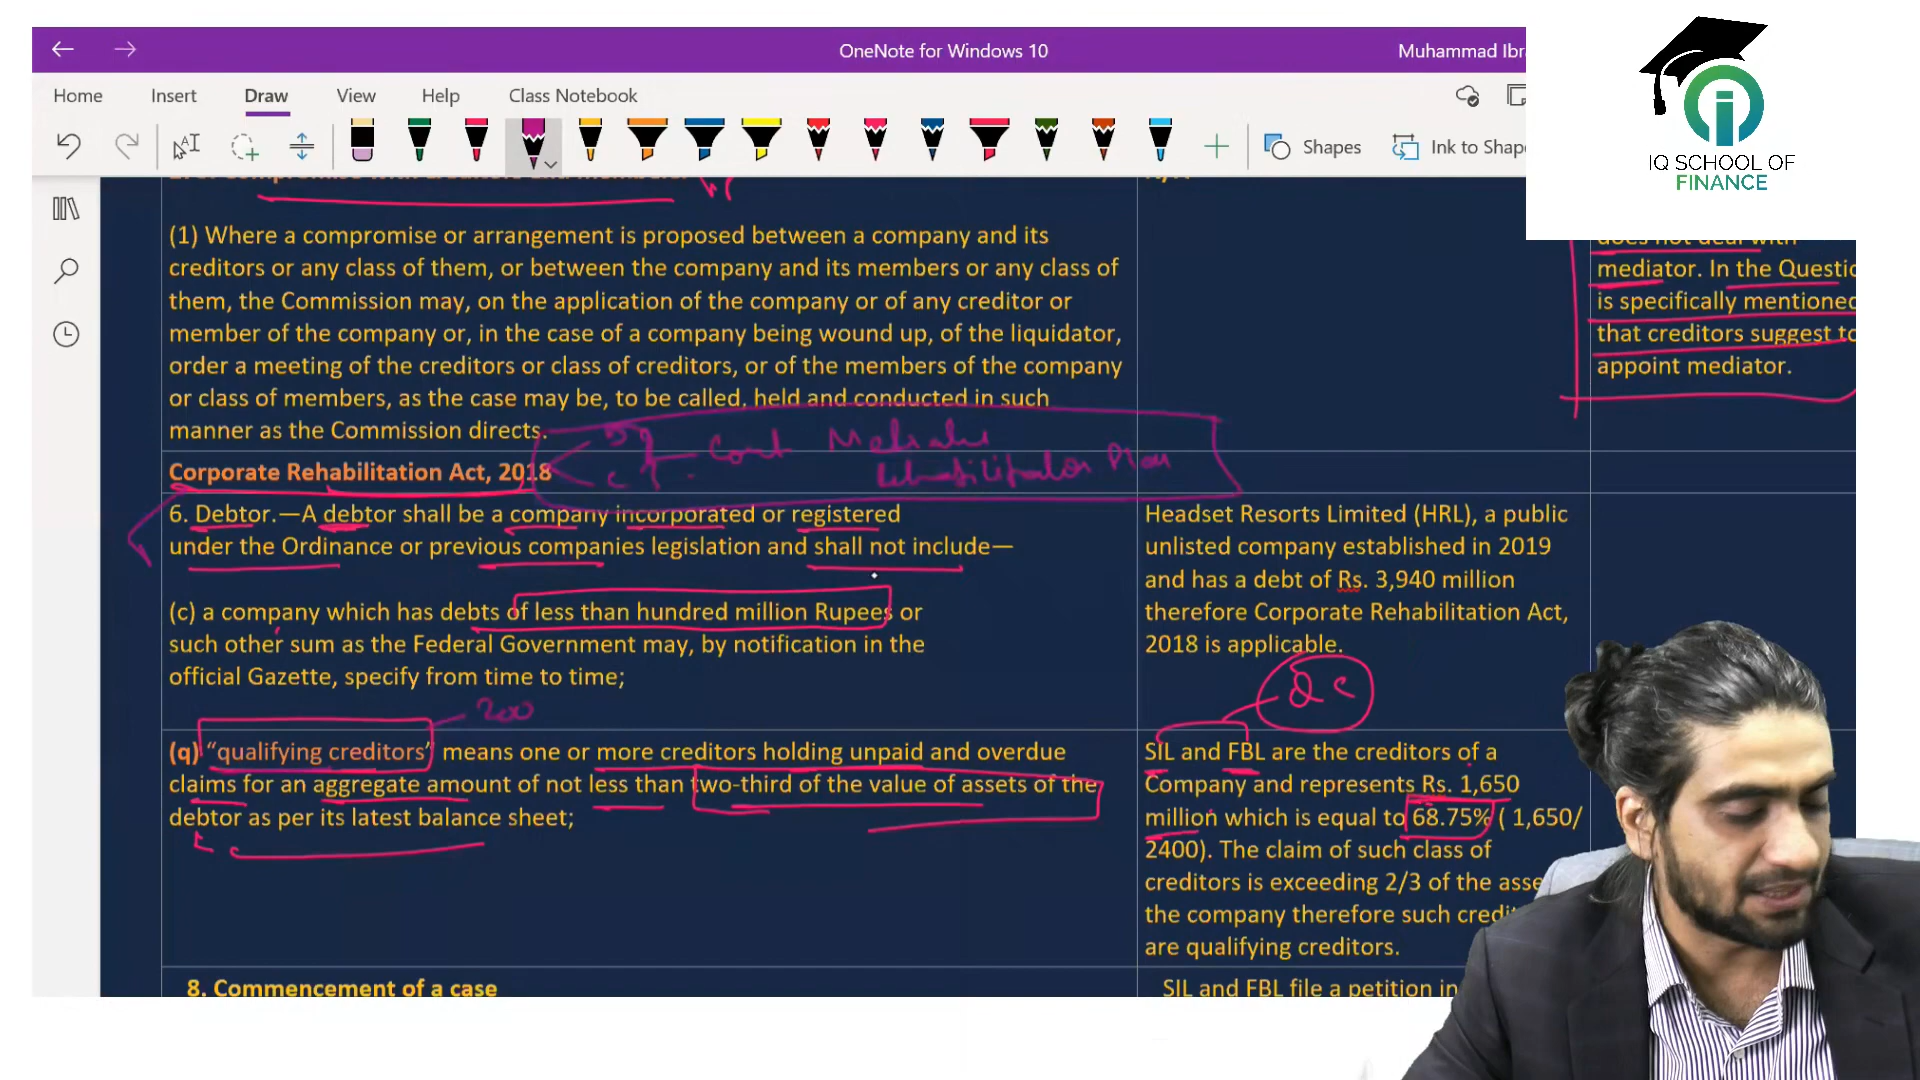 OneNote for Windows 10
Muhammad Ibr
Home Insert Draw View Help Class Notebook
Shapes
Ink to Shap
IQ SCHOOL OF
FINANCE
(1) Where a compromise or arrangement is proposed between a company and its
creditors or any class of them, or between the company and its members or any class of
them, the Commission may, on the application of the company or of any creditor or
member of the company or, in the case of a company being wound up, of the liquidator,
order a meeting of the creditors or class of creditors, or of the members of the company
or class of members, as the case may be, to be called, held and conducted in such
manner as the Commission directs.
does not deal with
mediator. In the Questio
is specifically mentioned
that creditors suggest to
appoint mediator.
Corporate Rehabilitation Act, 2018
Plan
6. Debtor.—A debtor shall be a company incorporated or registered
under the Ordinance or previous companies legislation and shall not include—
(c) a company which has debts of less than hundred million Rupees or
such other sum as the Federal Government may, by notification in the
official Gazette, specify from time to time;
Headset Resorts Limited (HRL), a public
unlisted company established in 2019
and has a debt of Rs. 3,940 million
therefore Corporate Rehabilitation Act,
2018 is applicable.
200
(q) “qualifying creditors” means one or more creditors holding unpaid and overdue
claims for an aggregate amount of not less than two-third of the value of assets of the
debtor as per its latest balance sheet;
SIL and FBL are the creditors of a
Company and represents Rs. 1,650
million which is equal to 68.75% ( 1,650/
2400). The claim of such class of
creditors is exceeding 2/3 of the asse
the company therefore such credi
are qualifying creditors.
8. Commencement of a case
SIL and FBL file a petition in